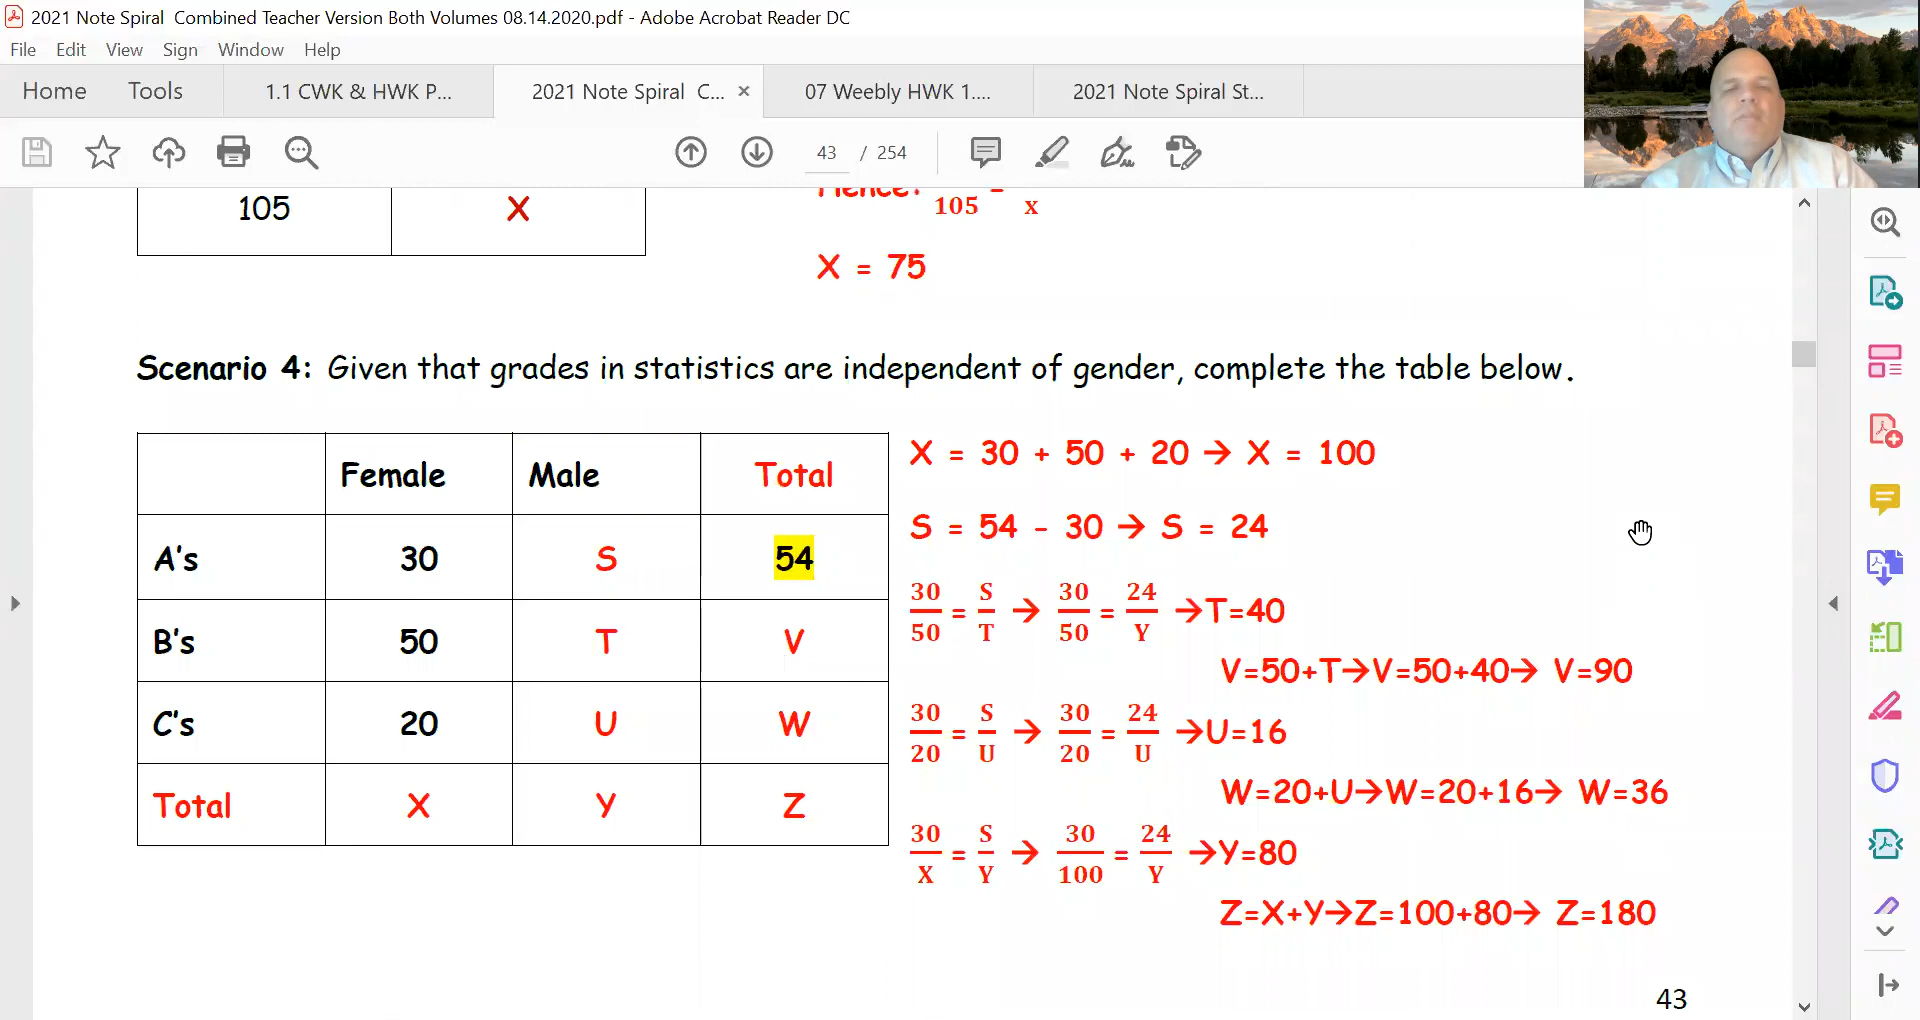 2021 Note Spiral  Combined Teacher Version Both Volumes 08.14.2020.pdf - Adobe Acrobat Reader DC
File Edit View Sign Window Help
Home Tools 1.1 CWK & HWK P... 2021 Note Spiral  C... × 07 Weebly HWK 1.... 2021 Note Spiral St...
43 / 254
105 X
Hence: /105 = /x
X = 75
Scenario 4: Given that grades in statistics are independent of gender, complete the table below.
Female Male Total
A's 30 S 54
B's 50 T V
C's 20 U W
Total X Y Z
X = 30 + 50 + 20 → X = 100
S = 54 - 30 → S = 24
30/50 = S/T → 30/50 = 24/Y →T=40
V=50+T→V=50+40→ V=90
30/20 = S/U → 30/20 = 24/U →U=16
W=20+U→W=20+16→ W=36
30/X = S/Y → 30/100 = 24/Y →Y=80
Z=X+Y→Z=100+80→ Z=180
43